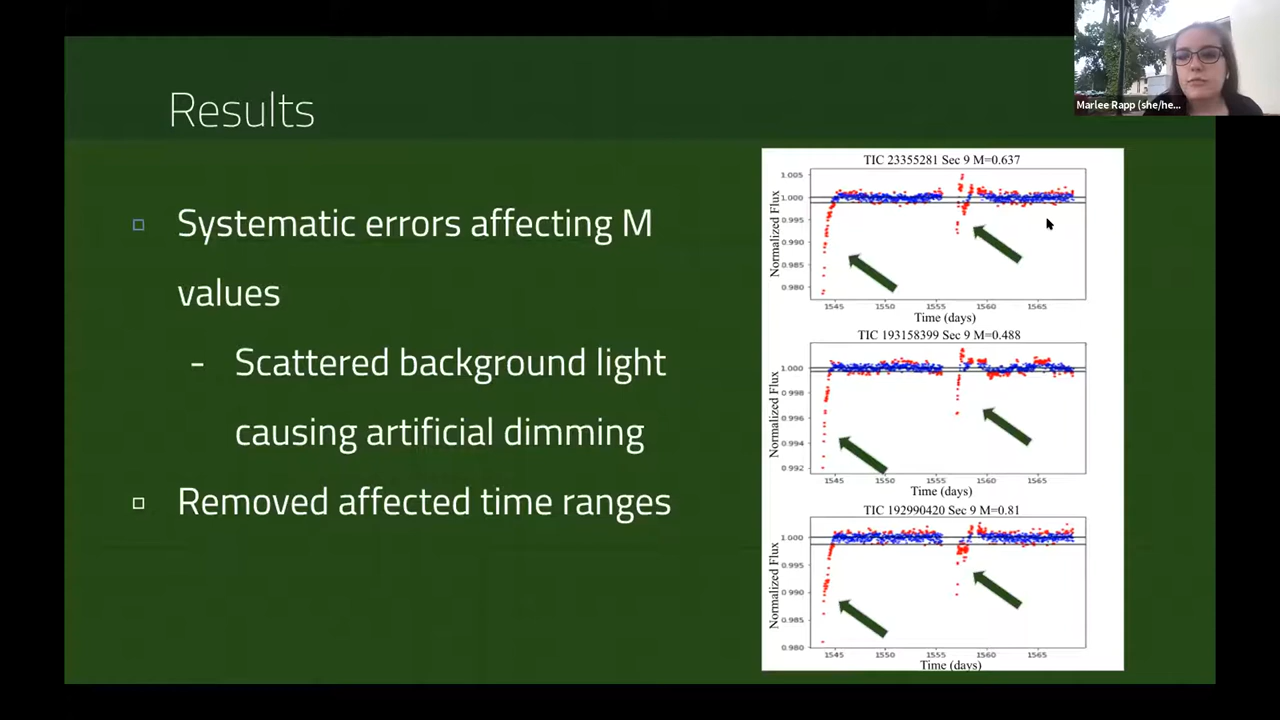 Results
Marlee Rapp (she/he...
Systematic errors affecting M
values
- Scattered background light
causing artificial dimming
Removed affected time ranges
TIC 23355281 Sec 9 M=0.637
Normalized Flux
1.005
1.000
0.995
0.990
0.985
0.980
1545 1550 1555 1560 1565
Time (days)
TIC 193158399 Sec 9 M=0.488
Normalized Flux
1.000
0.998
0.996
0.994
0.992
1545 1550 1555 1560 1565
Time (days)
TIC 192990420 Sec 9 M=0.81
Normalized Flux
1.000
0.995
0.990
0.985
0.980
1545 1550 1555 1560 1565
Time (days)